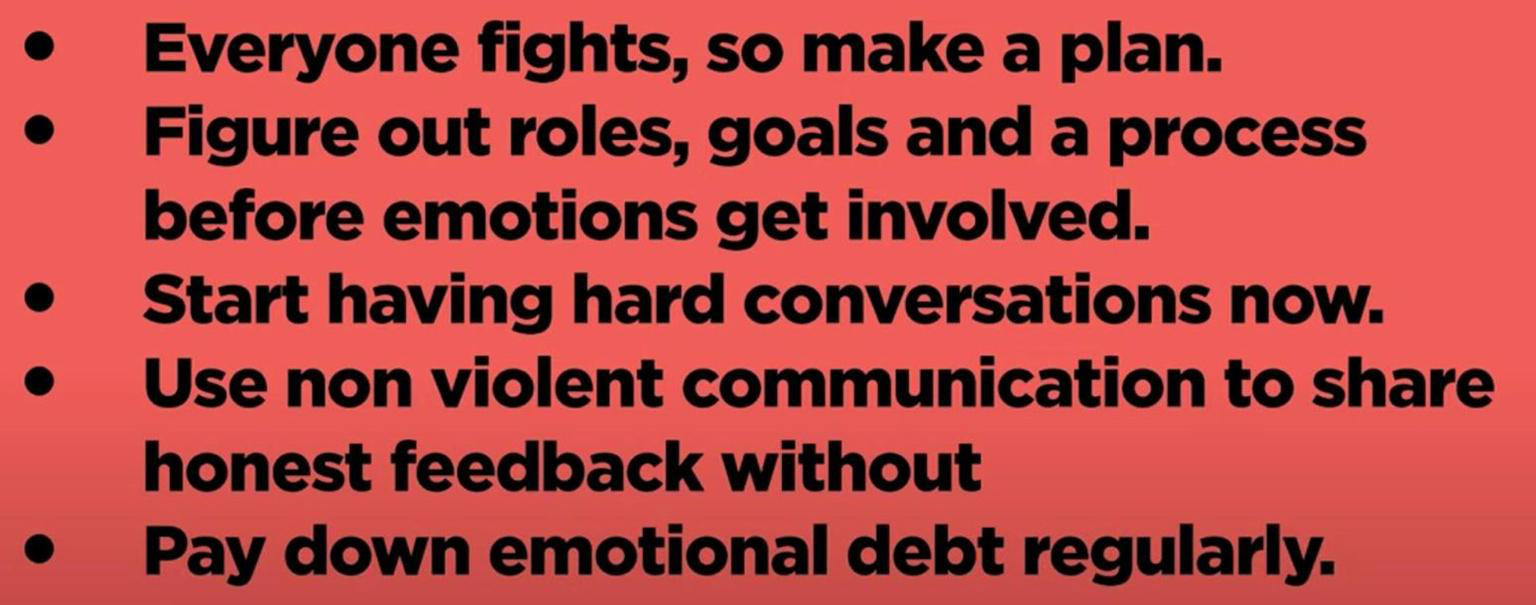 • Everyone fights, so make a plan.
• Figure out roles, goals and a process
before emotions get involved.
• Start having hard conversations now.
• Use non violent communication to share
honest feedback without
• Pay down emotional debt regularly.